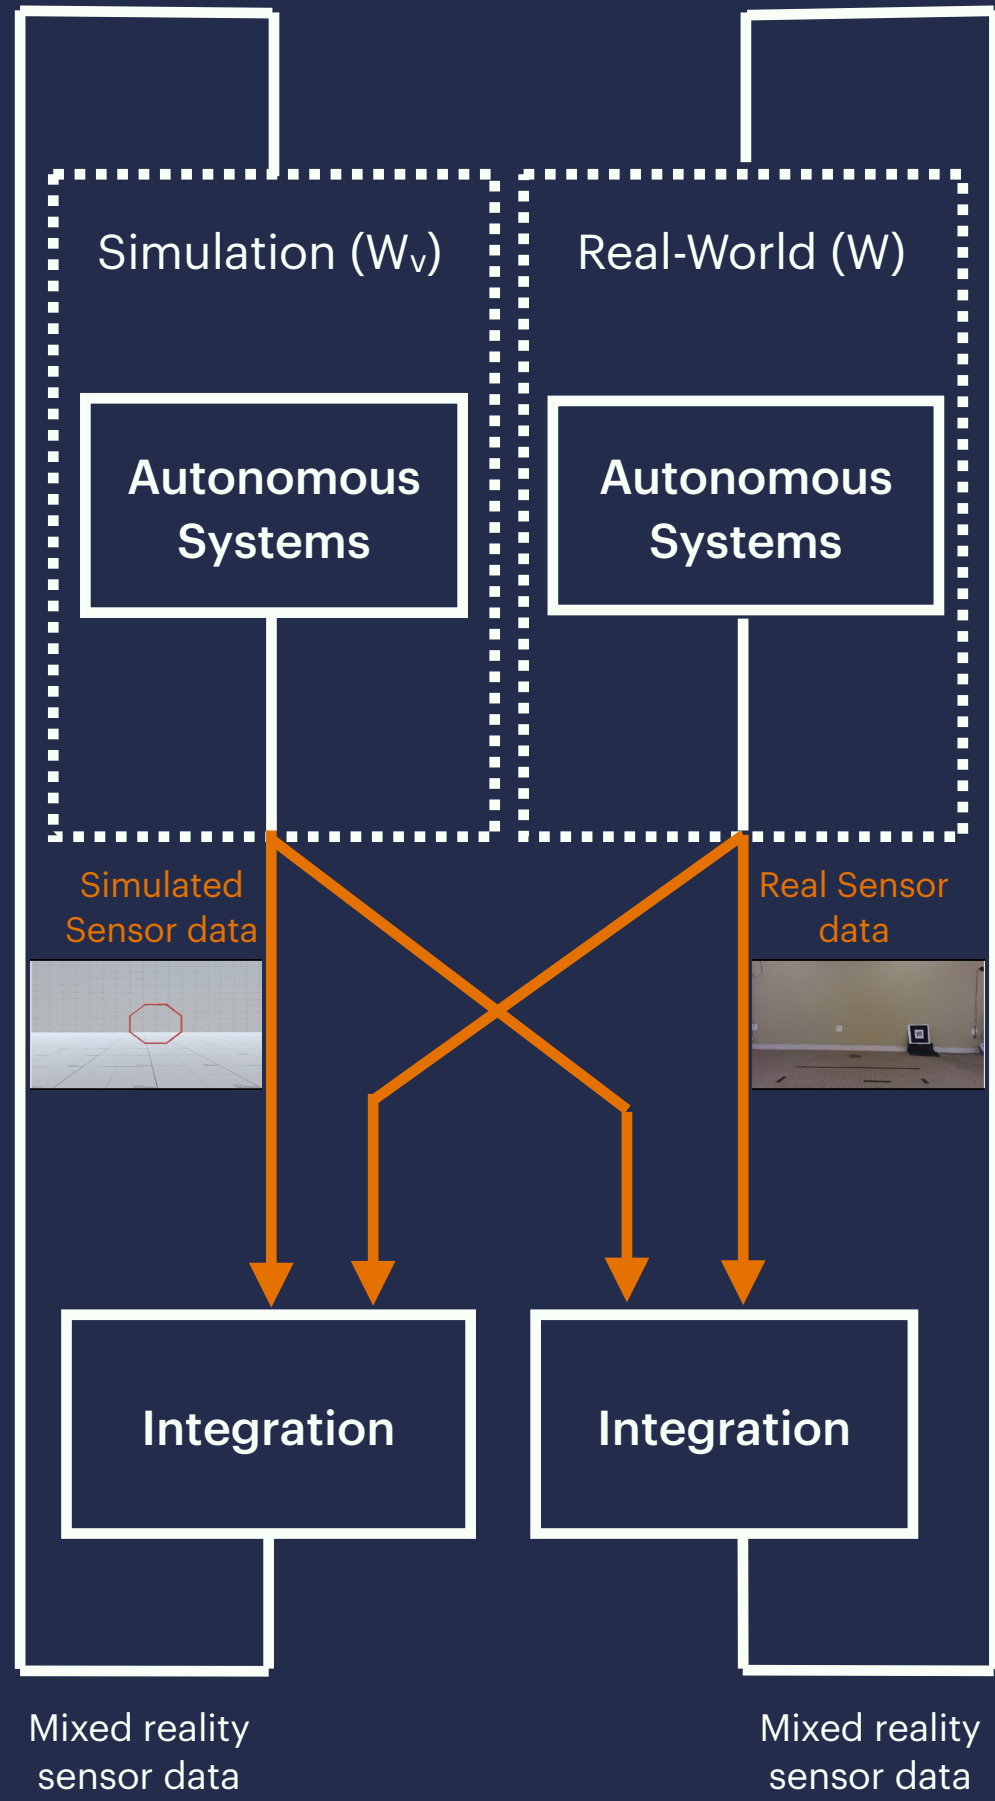 Simulation (Wᵥ)
Real-World (W)
Autonomous
Systems
Autonomous
Systems
Simulated
Sensor data
Real Sensor
data
Integration
Integration
Mixed reality
sensor data
Mixed reality
sensor data